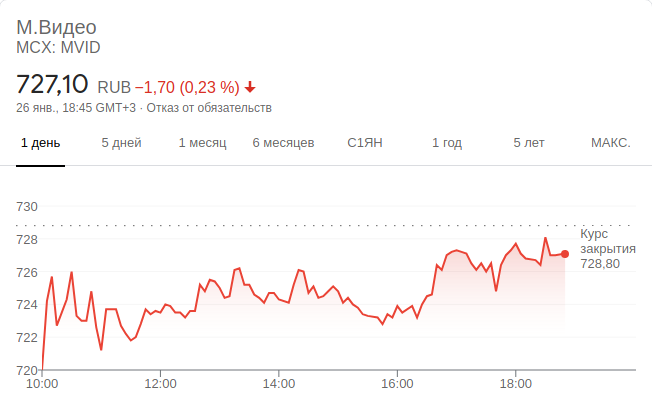 М.Видео
MCX: MVID
727,10 RUB −1,70 (0,23 %)
26 янв., 18:45 GMT+3 · Отказ от обязательств
1 день 5 дней 1 месяц 6 месяцев С1ЯН 1 год 5 лет МАКС.
730
728
726
724
722
720
Курс
закрытия
728,80
10:00 12:00 14:00 16:00 18:00